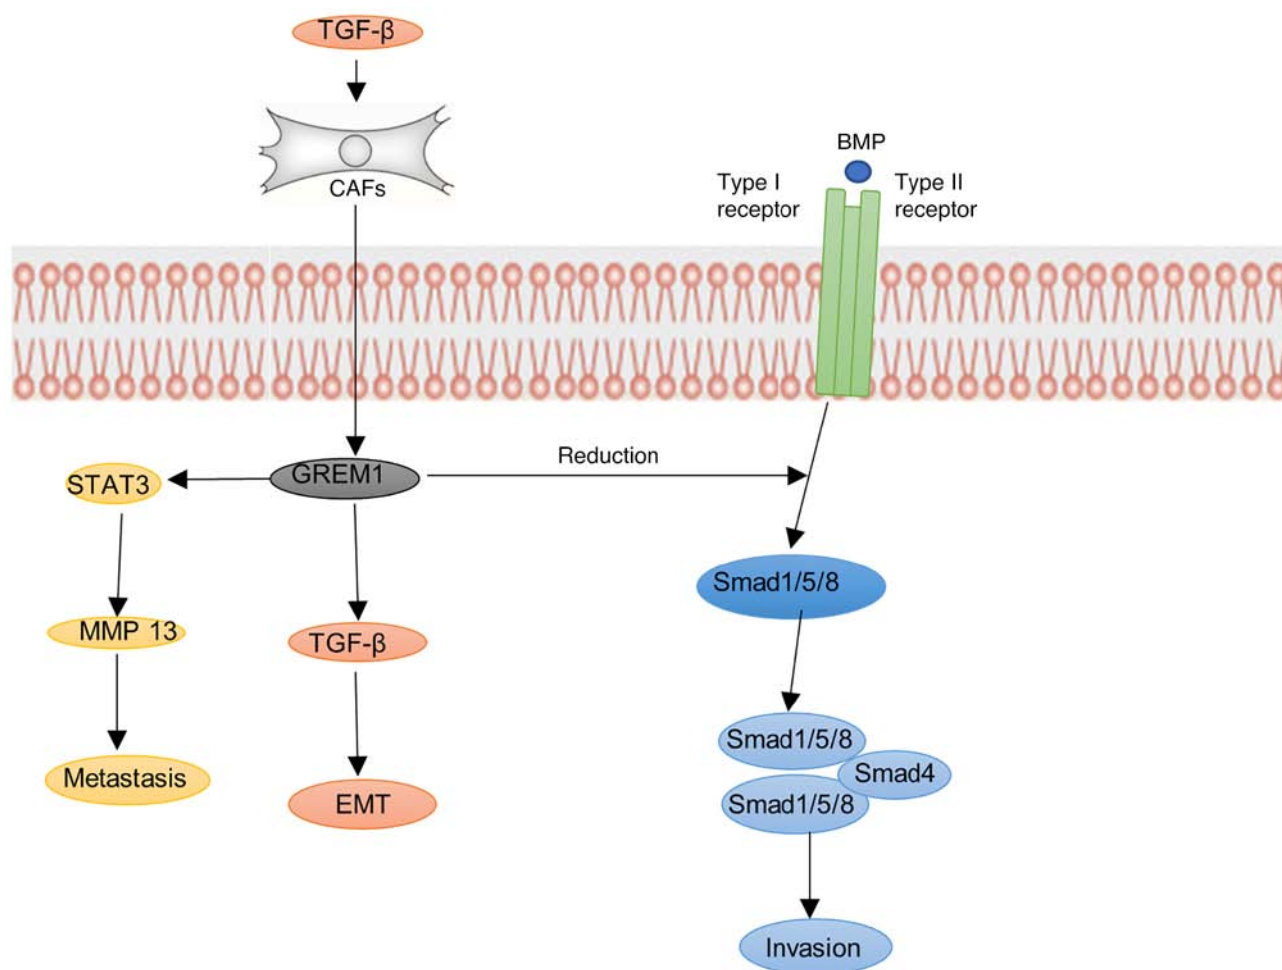 TGF-β
CAFs
BMP
Type I
receptor
Type II
receptor
Reduction
GREM1
STAT3
Smad1/5/8
MMP 13
TGF-β
Smad1/5/8
Smad4
Smad1/5/8
Metastasis
EMT
Invasion